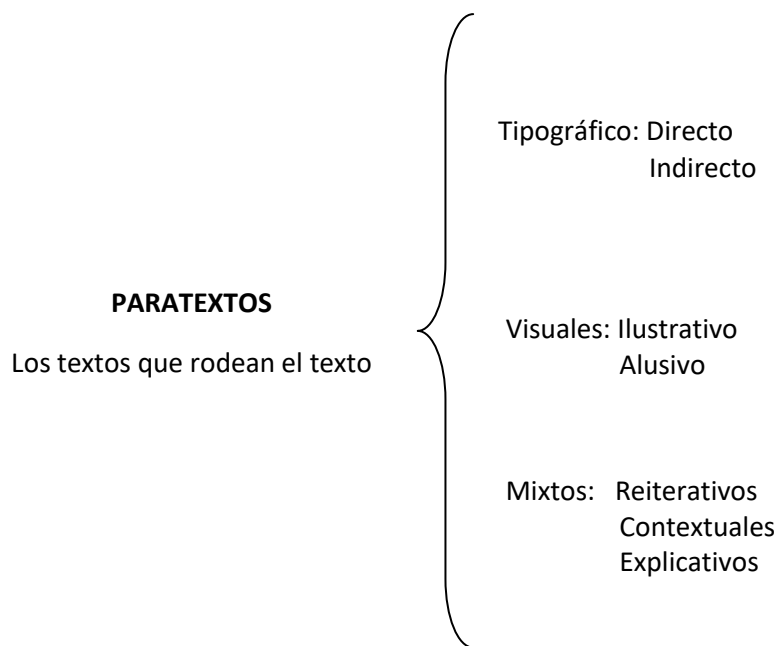 Tipográfico: Directo
Indirecto
PARATEXTOS
Los textos que rodean el texto
Visuales: Ilustrativo
Alusivo
Mixtos: Reiterativos
Contextuales
Explicativos